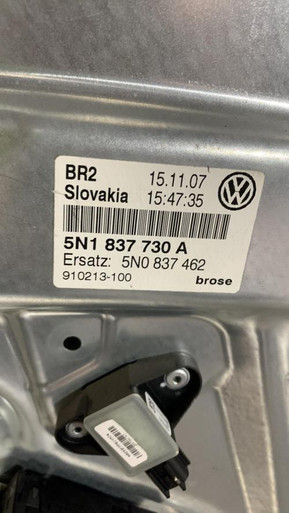 BR2 15.11.07
Slovakia 15:47:35
5N1 837 730 A
Ersatz: 5N0 837 462
910213-100 brose